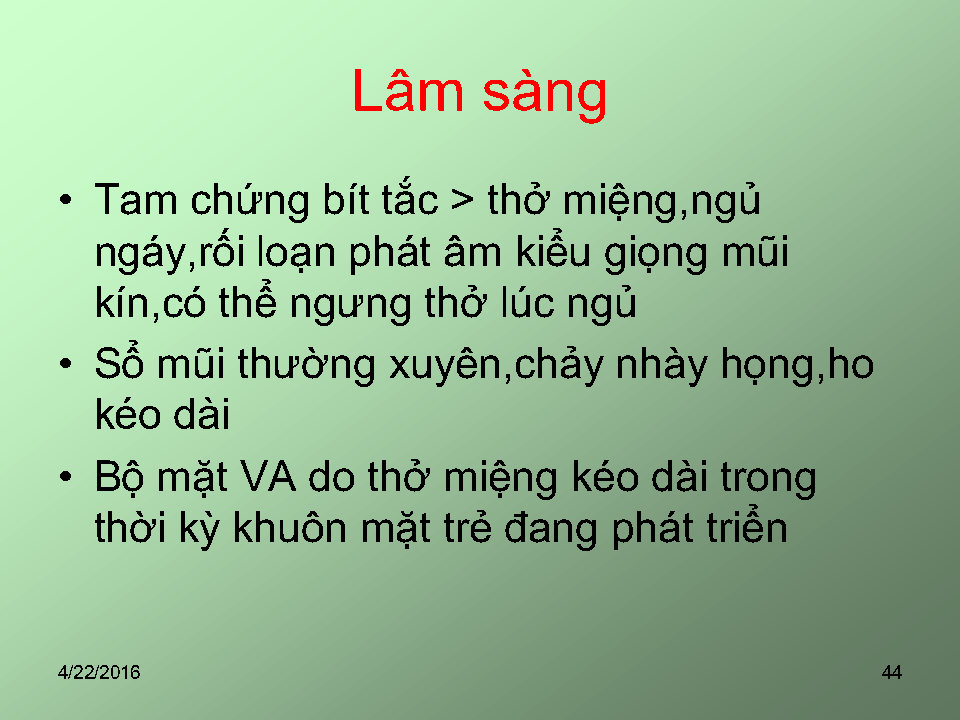 Lâm sàng
• Tam chứng bít tắc > thở miệng,ngủ
ngáy,rối loạn phát âm kiểu giọng mũi
kín,có thể ngưng thở lúc ngủ
• Sổ mũi thường xuyên,chảy nhày họng,ho
kéo dài
• Bộ mặt VA do thở miệng kéo dài trong
thời kỳ khuôn mặt trẻ đang phát triển
4/22/2016
44